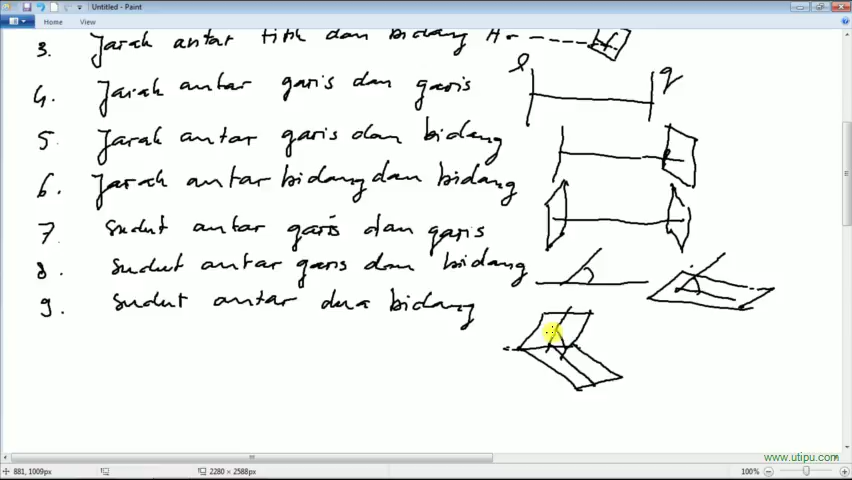 Untitled - Paint
Home View
3. Jarak antar titik dan bidang A
4. Jarak antar garis dan garis l q
5. Jarak antar garis dan bidang
6. Jarak antar bidang dan bidang
7. sudut antar garis dan garis
8. sudut antar garis dan bidang
9. sudut antar dua bidang
www.utipu.com
881, 1009px 2280 × 2588px 100%